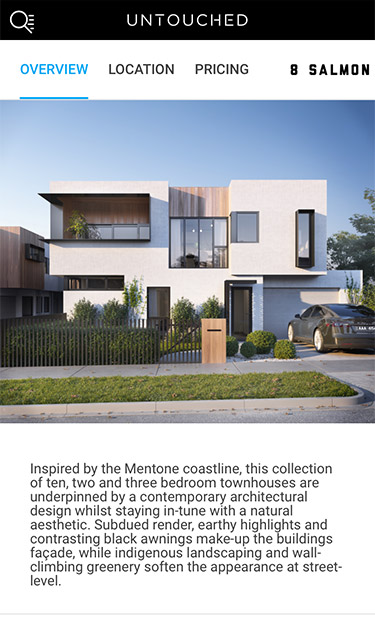 UNTOUCHED
OVERVIEW LOCATION PRICING 8 SALMON
Inspired by the Mentone coastline, this collection
of ten, two and three bedroom townhouses are
underpinned by a contemporary architectural
design whilst staying in-tune with a natural
aesthetic. Subdued render, earthy highlights and
contrasting black awnings make-up the buildings
façade, while indigenous landscaping and wall-
climbing greenery soften the appearance at street-
level.